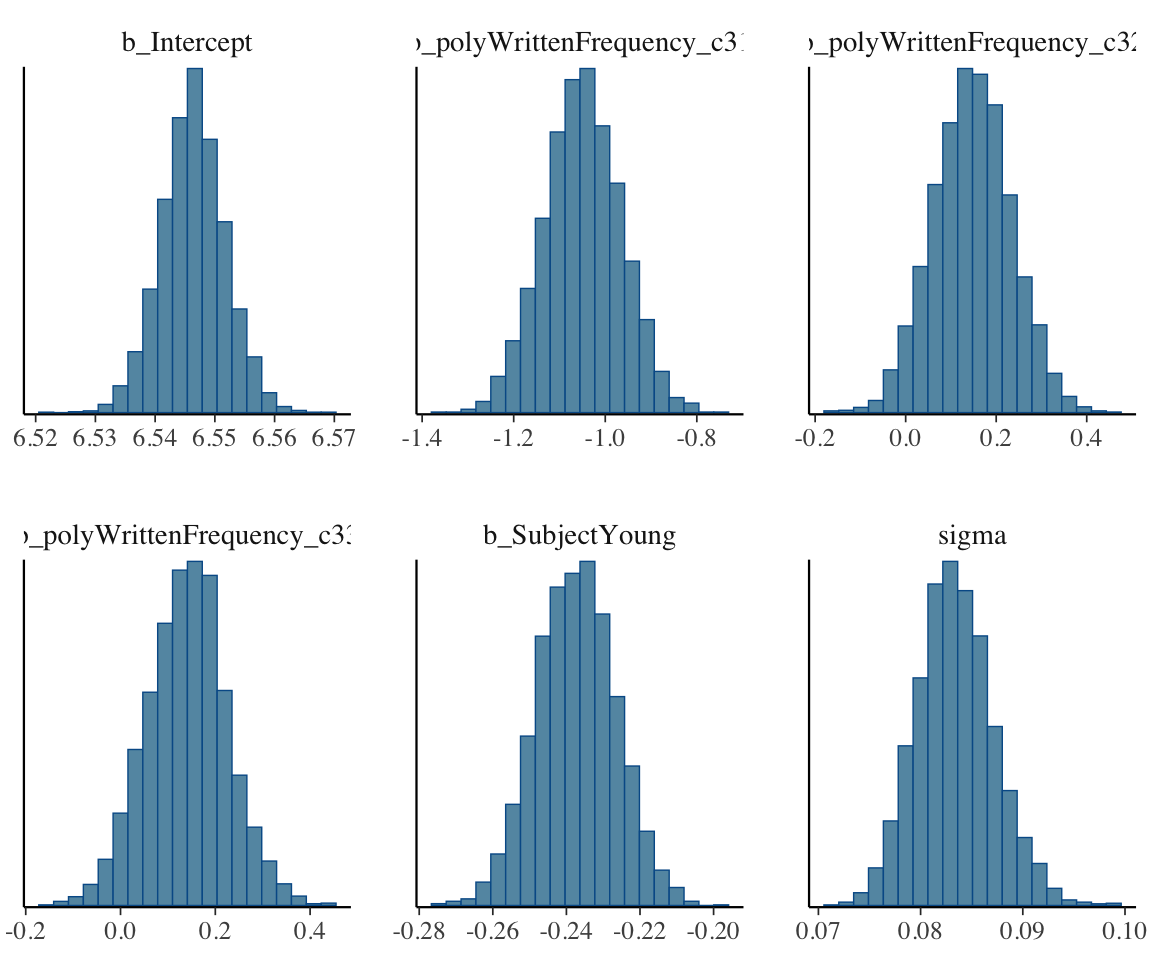 b_Intercept
b_polyWrittenFrequency_c31
b_polyWrittenFrequency_c32
6.52 6.53 6.54 6.55 6.56 6.57
-1.4 -1.2 -1.0 -0.8
-0.2 0.0 0.2 0.4
b_polyWrittenFrequency_c33
b_SubjectYoung
sigma
-0.2 0.0 0.2 0.4
-0.28 -0.26 -0.24 -0.22 -0.20
0.07 0.08 0.09 0.10